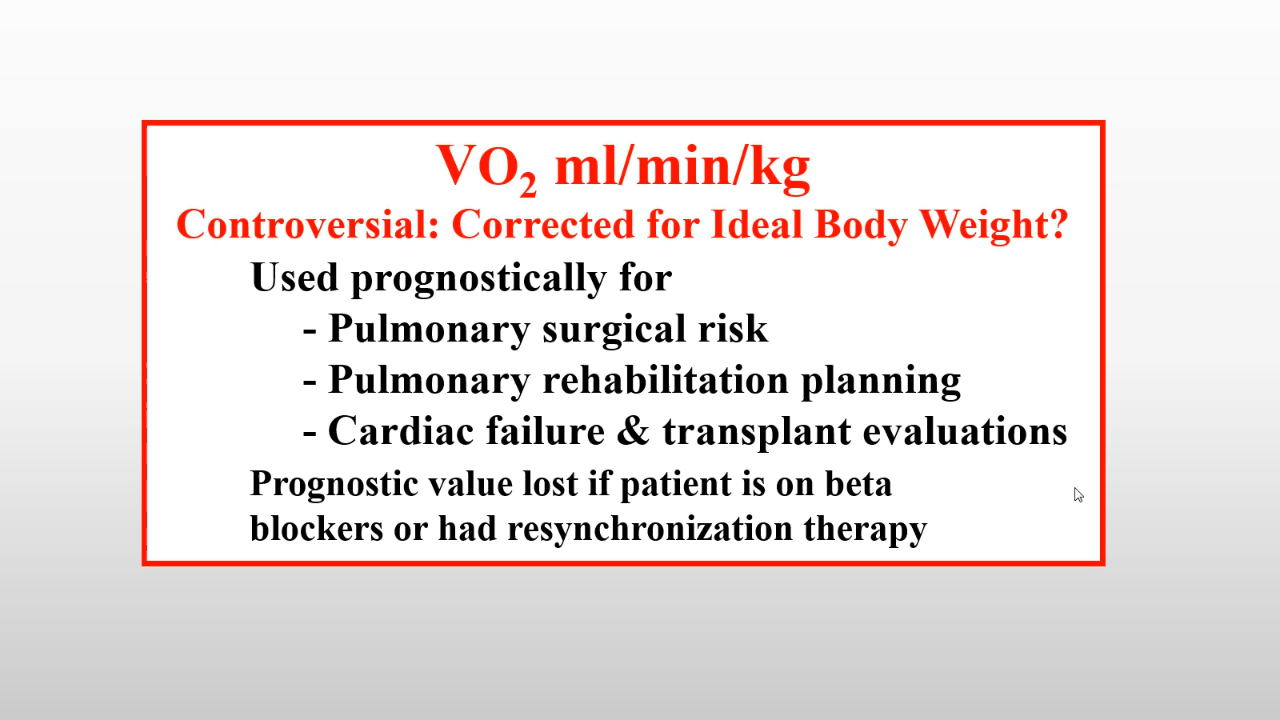 VO₂ ml/min/kg
Controversial: Corrected for Ideal Body Weight?
Used prognostically for
- Pulmonary surgical risk
- Pulmonary rehabilitation planning
- Cardiac failure & transplant evaluations
Prognostic value lost if patient is on beta
blockers or had resynchronization therapy